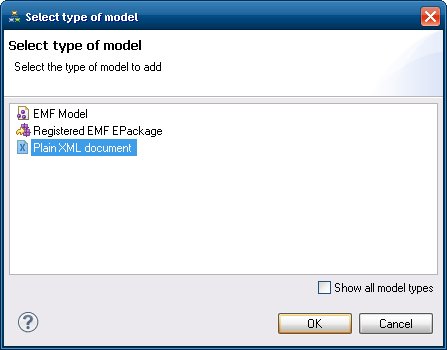 Select type of model
Select type of model
Select the type of model to add
EMF Model
Registered EMF EPackage
Plain XML document
Show all model types
OK
Cancel